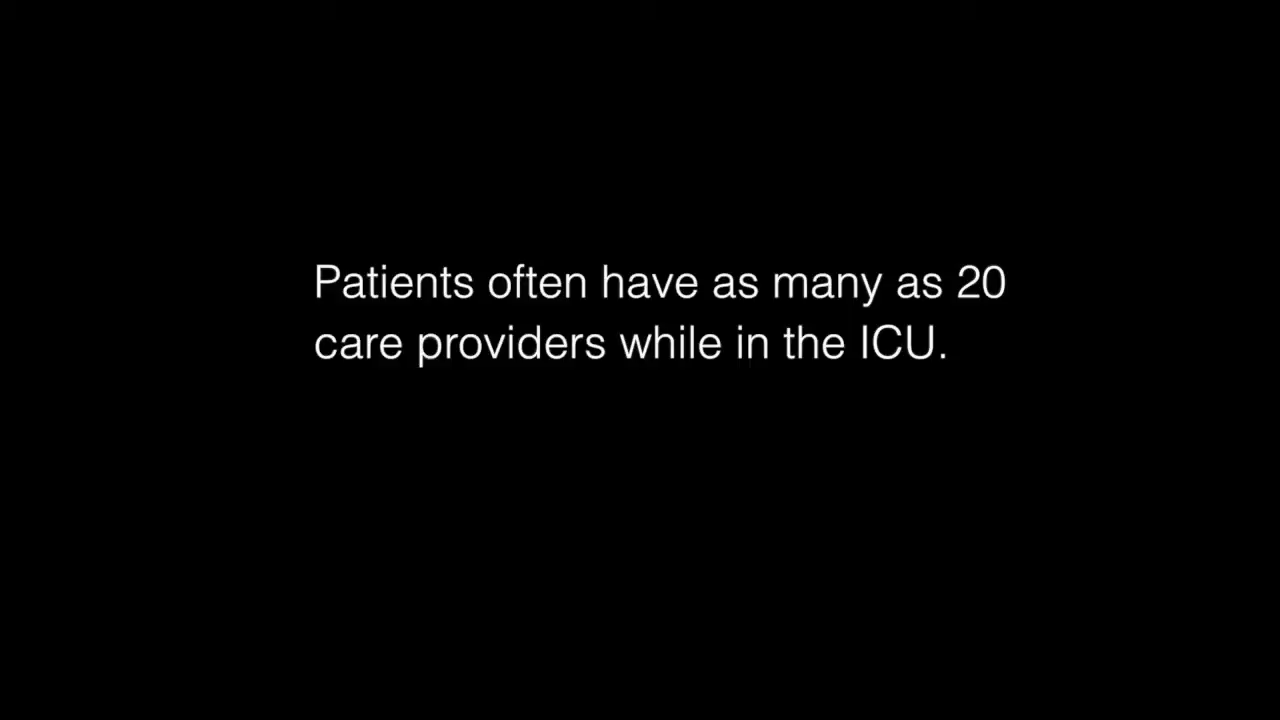 Patients often have as many as 20
care providers while in the ICU.